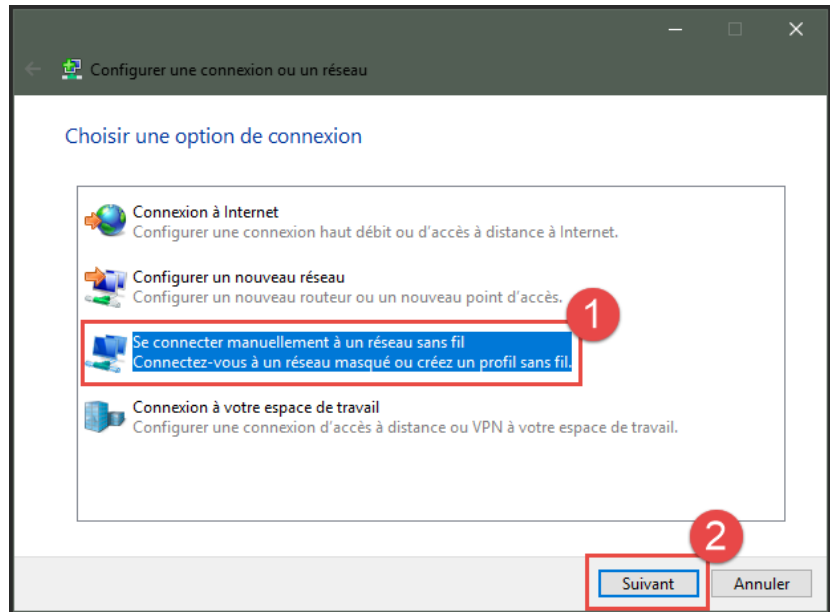 Configurer une connexion ou un réseau
Choisir une option de connexion
Connexion à Internet
Configurer une connexion haut débit ou d'accès à distance à Internet.
Configurer un nouveau réseau
Configurer un nouveau routeur ou un nouveau point d'accès.
1
Se connecter manuellement à un réseau sans fil
Connectez-vous à un réseau masqué ou créez un profil sans fil.
Connexion à votre espace de travail
Configurer une connexion d'accès à distance ou VPN à votre espace de travail.
2
Suivant
Annuler